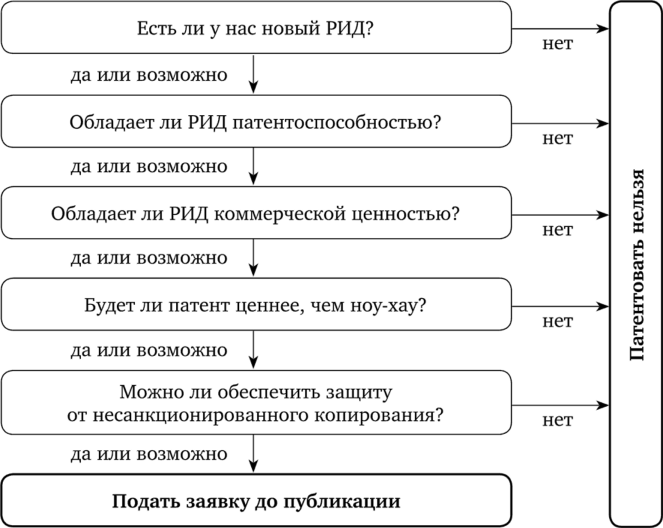 Есть ли у нас новый РИД?
нет
да или возможно
Обладает ли РИД патентоспособностью?
нет
да или возможно
Обладает ли РИД коммерческой ценностью?
нет
да или возможно
Будет ли патент ценнее, чем ноу-хау?
нет
да или возможно
Можно ли обеспечить защиту
от несанкционированного копирования?
нет
да или возможно
Подать заявку до публикации
Патентовать нельзя